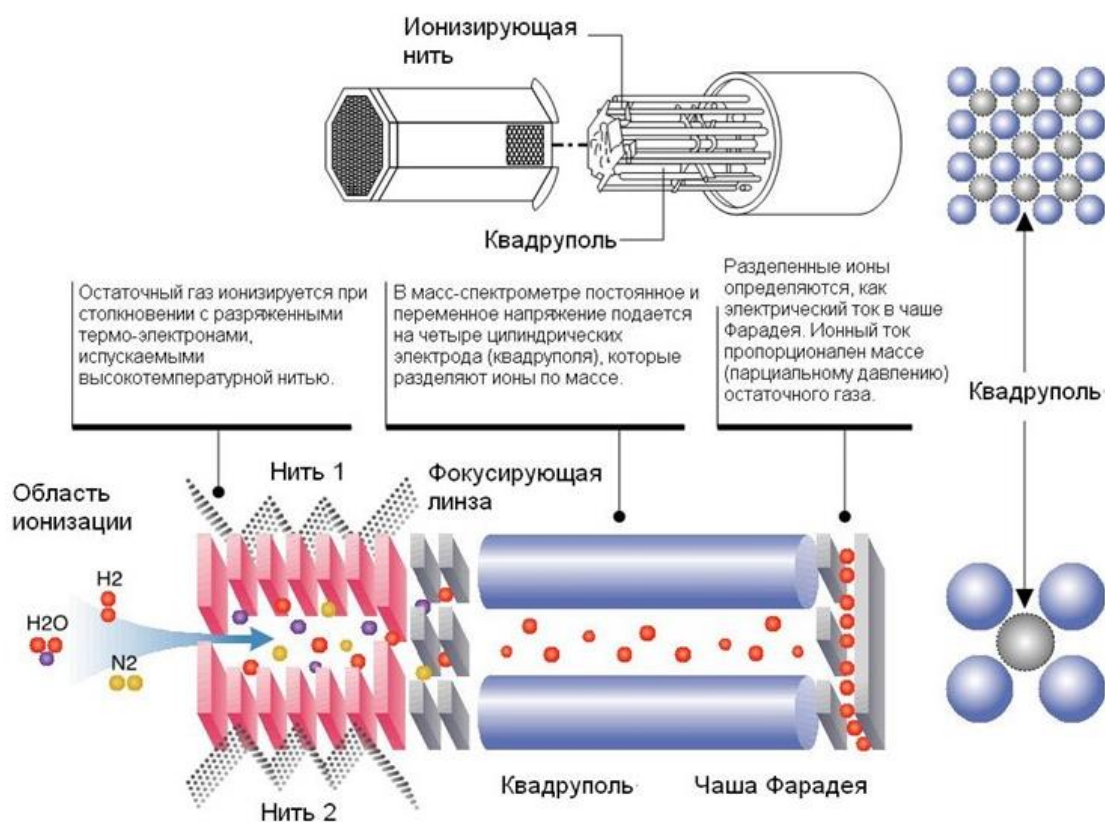 Ионизирующая
нить
Квадруполь
Остаточный газ ионизируется при
столкновении с разряженными
термо-электронами,
испускаемыми
высокотемпературной нитью.
В масс-спектрометре постоянное и
переменное напряжение подается
на четыре цилиндрических
электрода (квадруполя), которые
разделяют ионы по массе.
Разделенные ионы
определяются, как
электрический ток в чаше
Фарадея. Ионный ток
пропорционален массе
(парциальному давлению)
остаточного газа.
Квадруполь
Нить 1
Фокусирующая
линза
Область
ионизации
H2
H2O
N2
Квадруполь
Чаша Фарадея
Нить 2